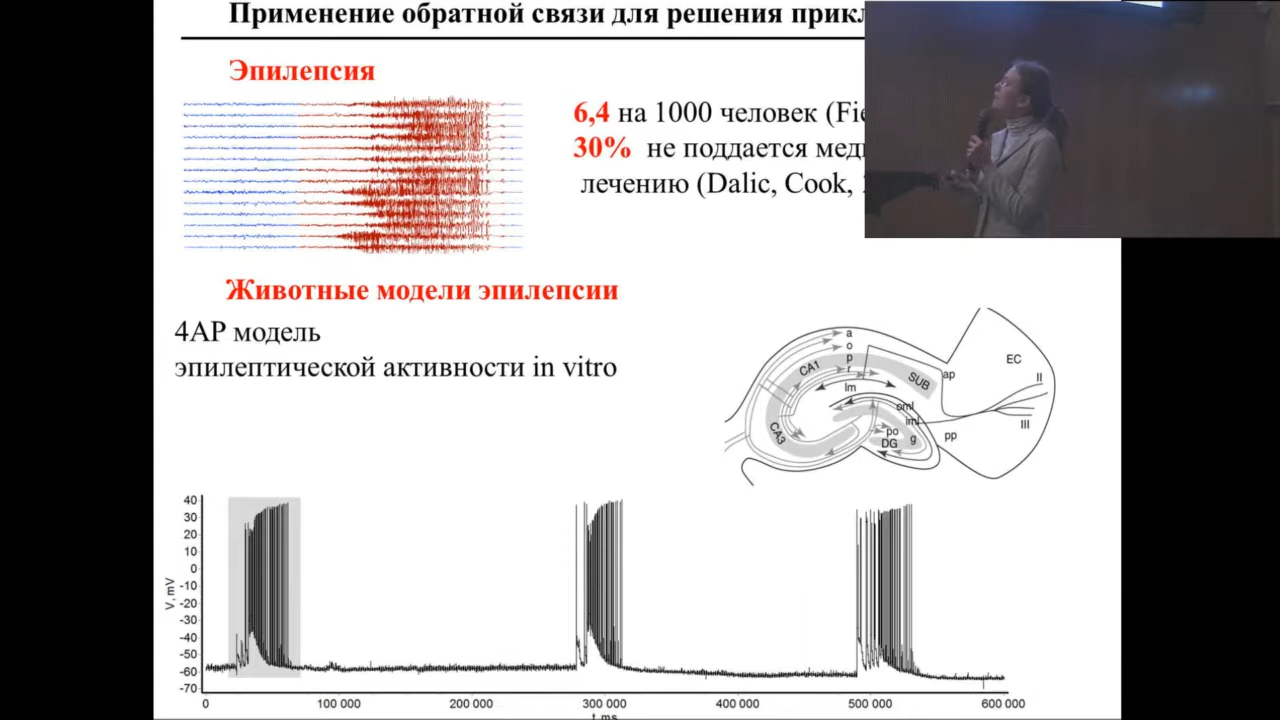 Применение обратной связи для решения
Эпилепсия
6,4 на 1000 человек
30% не поддается
лечению (Dalic, Cook,
Животные модели эпилепсии
4AP модель
эпилептической активности in vitro
a
o
p
r
lm
CA1
SUB
CA3
ap
EC
II
III
oml
iml
po
DG
g
pp
V, mV
40
30
20
10
0
-10
-20
-30
-40
-50
-60
-70
0 100 000 200 000 300 000 400 000 500 000 600 000
t, ms